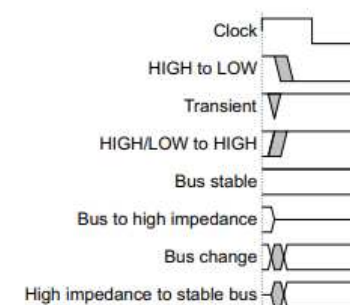 Clock
HIGH to LOW
Transient
HIGH/LOW to HIGH
Bus stable
Bus to high impedance
Bus change
High impedance to stable bus